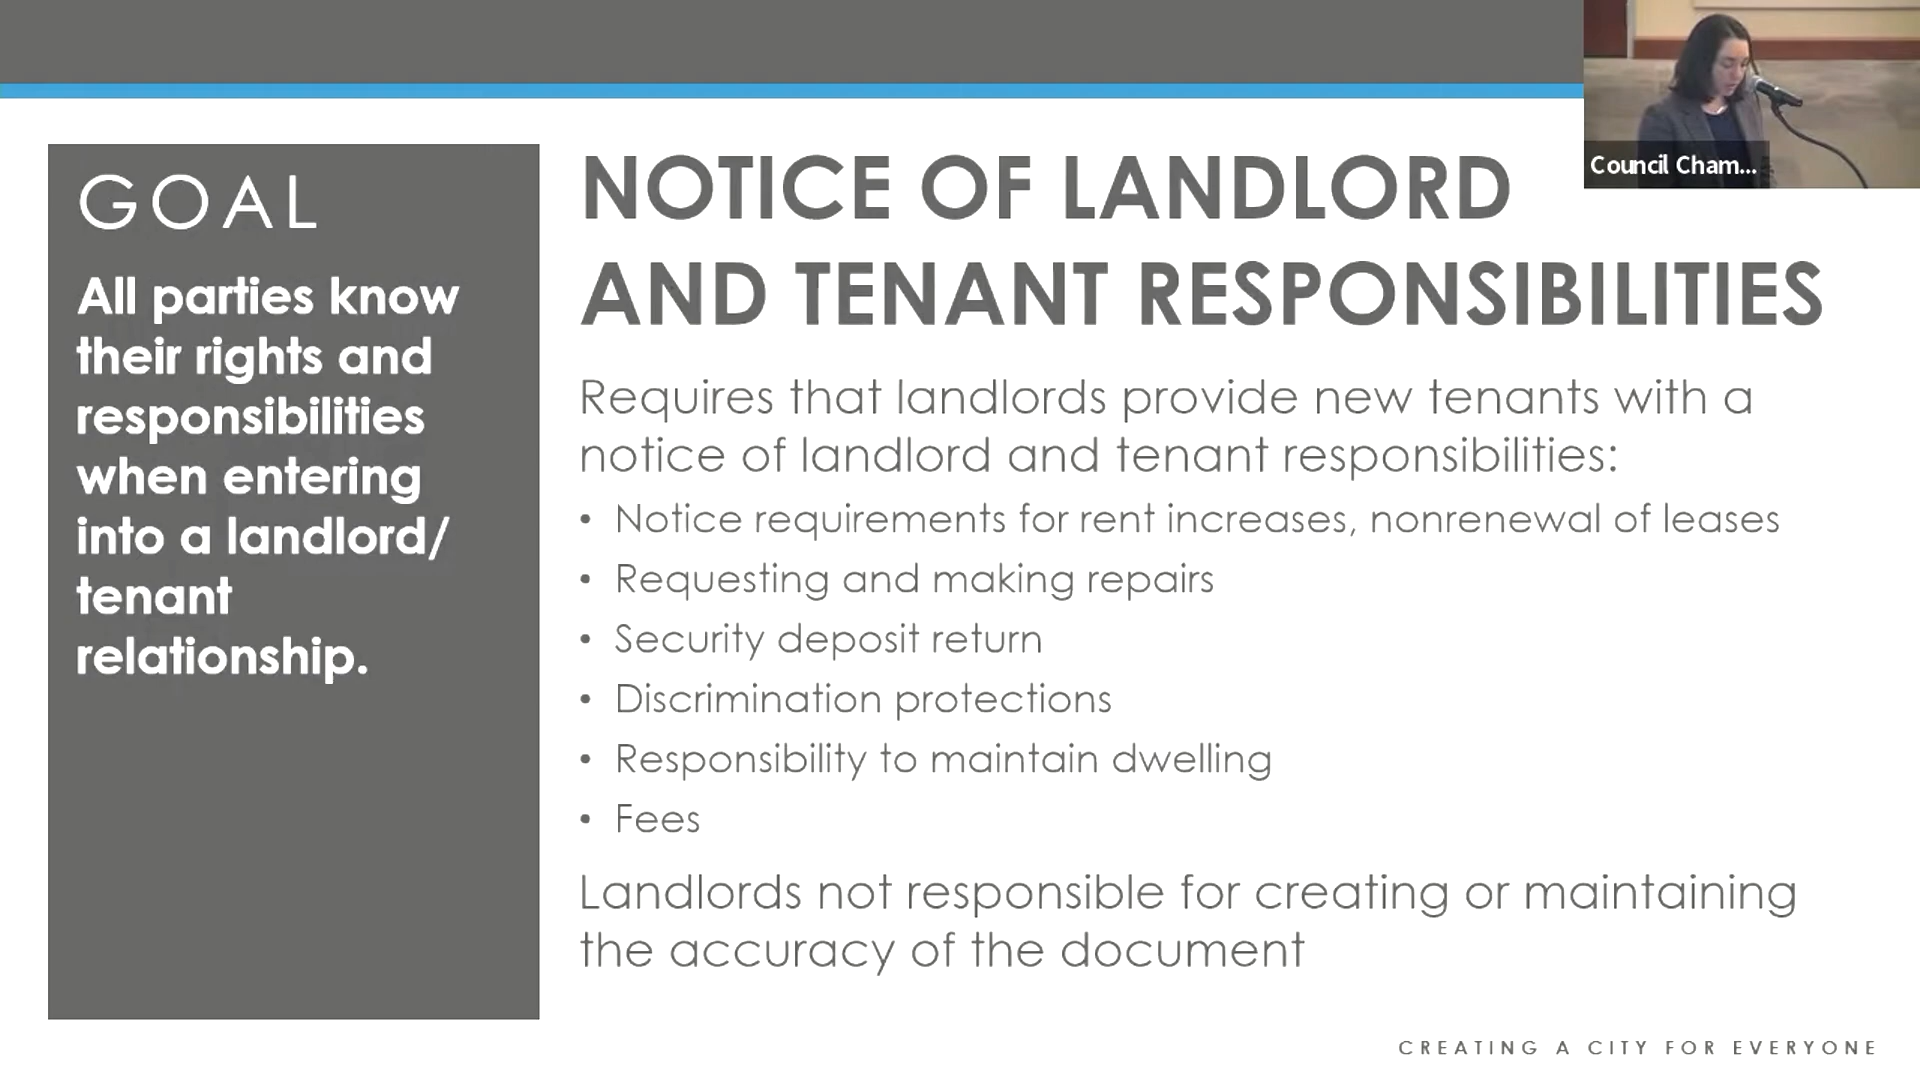 Council Cham...
GOAL
All parties know
their rights and
responsibilities
when entering
into a landlord/
tenant
relationship.
NOTICE OF LANDLORD
AND TENANT RESPONSIBILITIES
Requires that landlords provide new tenants with a
notice of landlord and tenant responsibilities:
• Notice requirements for rent increases, nonrenewal of leases
• Requesting and making repairs
• Security deposit return
• Discrimination protections
• Responsibility to maintain dwelling
• Fees
Landlords not responsible for creating or maintaining
the accuracy of the document
CREATING A CITY FOR EVERYONE